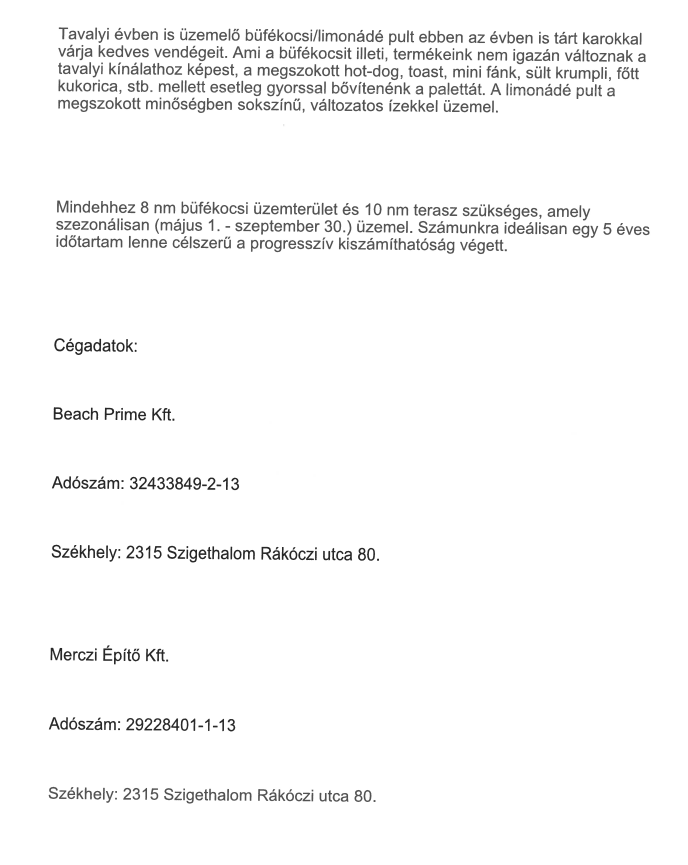 Tavalyi évben is üzemelő büfékocsi/limonádé pult ebben az évben is tárt karokkal
várja kedves vendégeit. Ami a büfékocsit illeti, termékeink nem igazán változnak a
tavalyi kínálathoz képest, a megszokott hot-dog, toast, mini fánk, sült krumpli, főtt
kukorica, stb. mellett esetleg gyorssal bővítenénk a palettát. A limonádé pult a
megszokott minőségben sokszínű, változatos ízekkel üzemel.
Mindehhez 8 nm büfékocsi üzemterület és 10 nm terasz szükséges, amely
szezonálisan (május 1. - szeptember 30.) üzemel. Számunkra ideálisan egy 5 éves
időtartam lenne célszerű a progresszív kiszámíthatóság végett.
Cégadatok:
Beach Prime Kft.
Adószám: 32433849-2-13
Székhely: 2315 Szigethalom Rákóczi utca 80.
Merczi Építő Kft.
Adószám: 29228401-1-13
Székhely: 2315 Szigethalom Rákóczi utca 80.